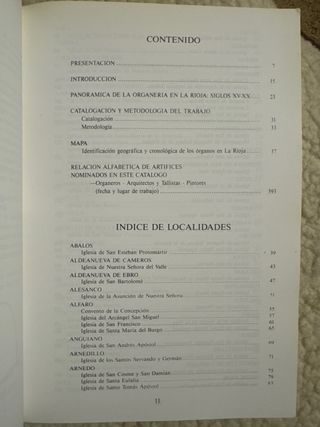 CONTENIDO
PRESENTACION 7
INTRODUCCION 15
PANORAMICA DE LA ORGANERIA EN LA RIOJA: SIGLOS XV-XX 23
CATALOGACION Y METODOLOGIA DEL TRABAJO
Catalogación 31
Metodología 33
MAPA
Identificación geográfica y cronológica de los órganos en La Rioja 37
RELACION ALFABETICA DE ARTIFICES
NOMINADOS EN ESTE CATALOGO
—Organeros - Arquitectos y Tallistas - Pintores
(fecha y lugar de trabajo) 393
INDICE DE LOCALIDADES
ABALOS
Iglesia de San Esteban Protomártir 39
ALDEANUEVA DE CAMEROS
Iglesia de Nuestra Señora del Valle 43
ALDEANUEVA DE EBRO
Iglesia de San Bartolomé 47
ALESANCO
Iglesia de la Asunción de Nuestra Señora 51
ALFARO
Convento de la Concepción 55
Iglesia del Arcángel San Miguel 57
Iglesia de San Francisco 61
Iglesia de Santa María del Burgo 65
ANGUIANO
Iglesia de San Andrés Apóstol 69
ARNEDILLO
Iglesia de los Santos Servando y Germán 71
ARNEDO
Iglesia de San Cosme y San Damián 75
Iglesia de Santa Eulalia 79
Iglesia de Santo Tomás Apóstol
11